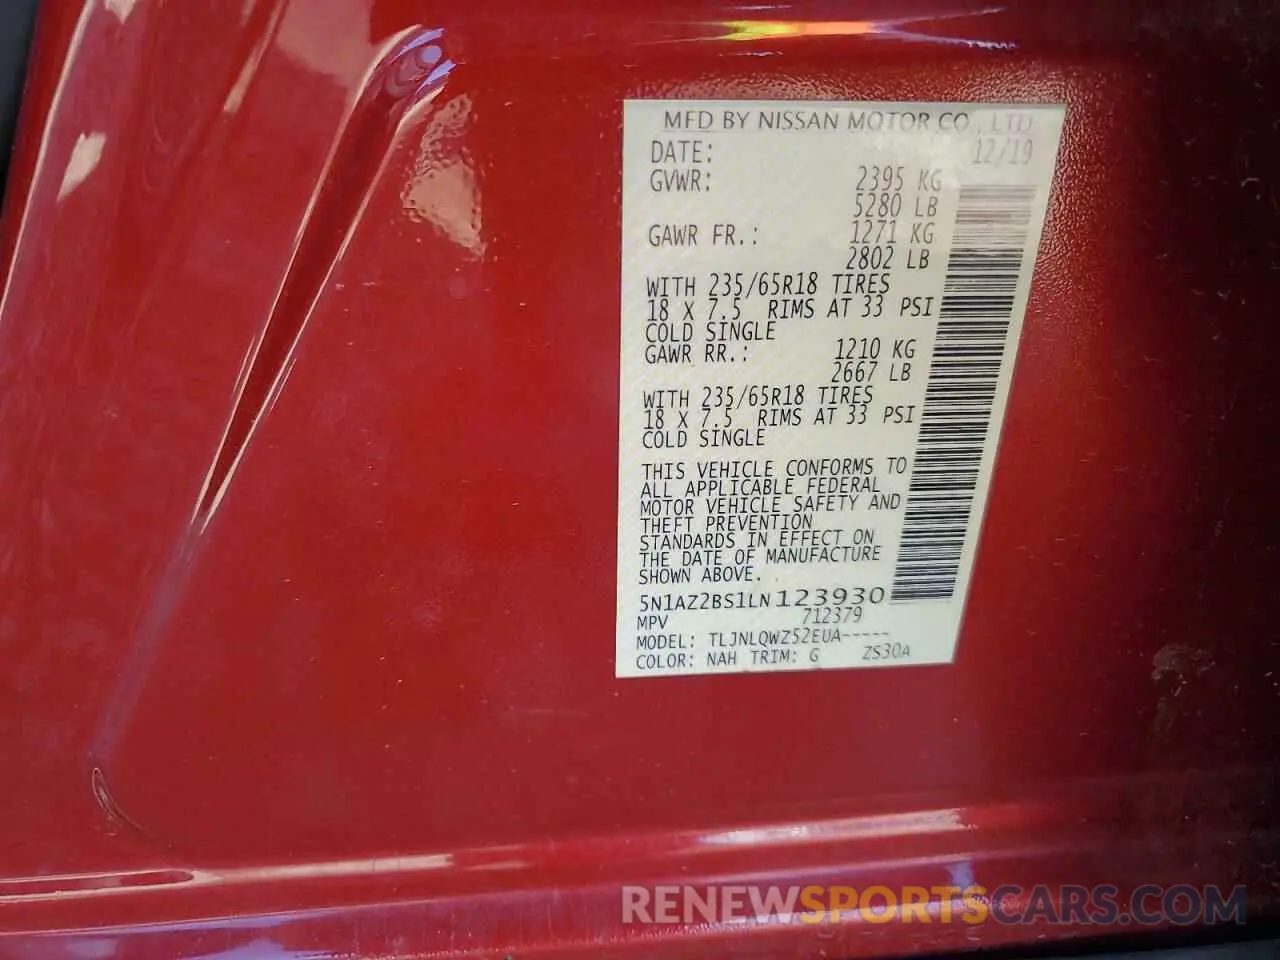 MFD BY NISSAN MOTOR CO., LTD
DATE: 12/19
GVWR: 2395 KG
5280 LB
GAWR FR.: 1271 KG
2802 LB
WITH 235/65R18 TIRES
18 X 7.5 RIMS AT 33 PSI
COLD SINGLE
GAWR RR.: 1210 KG
2667 LB
WITH 235/65R18 TIRES
18 X 7.5 RIMS AT 33 PSI
COLD SINGLE
THIS VEHICLE CONFORMS TO
ALL APPLICABLE FEDERAL
MOTOR VEHICLE SAFETY AND
THEFT PREVENTION
STANDARDS IN EFFECT ON
THE DATE OF MANUFACTURE
SHOWN ABOVE.
5N1AZ2BS1LN123930
MPV 712379
MODEL: TLJNLQWZ52EUA-----
COLOR: NAH TRIM: G ZS30A
RENEWSPORTSCARS.COM